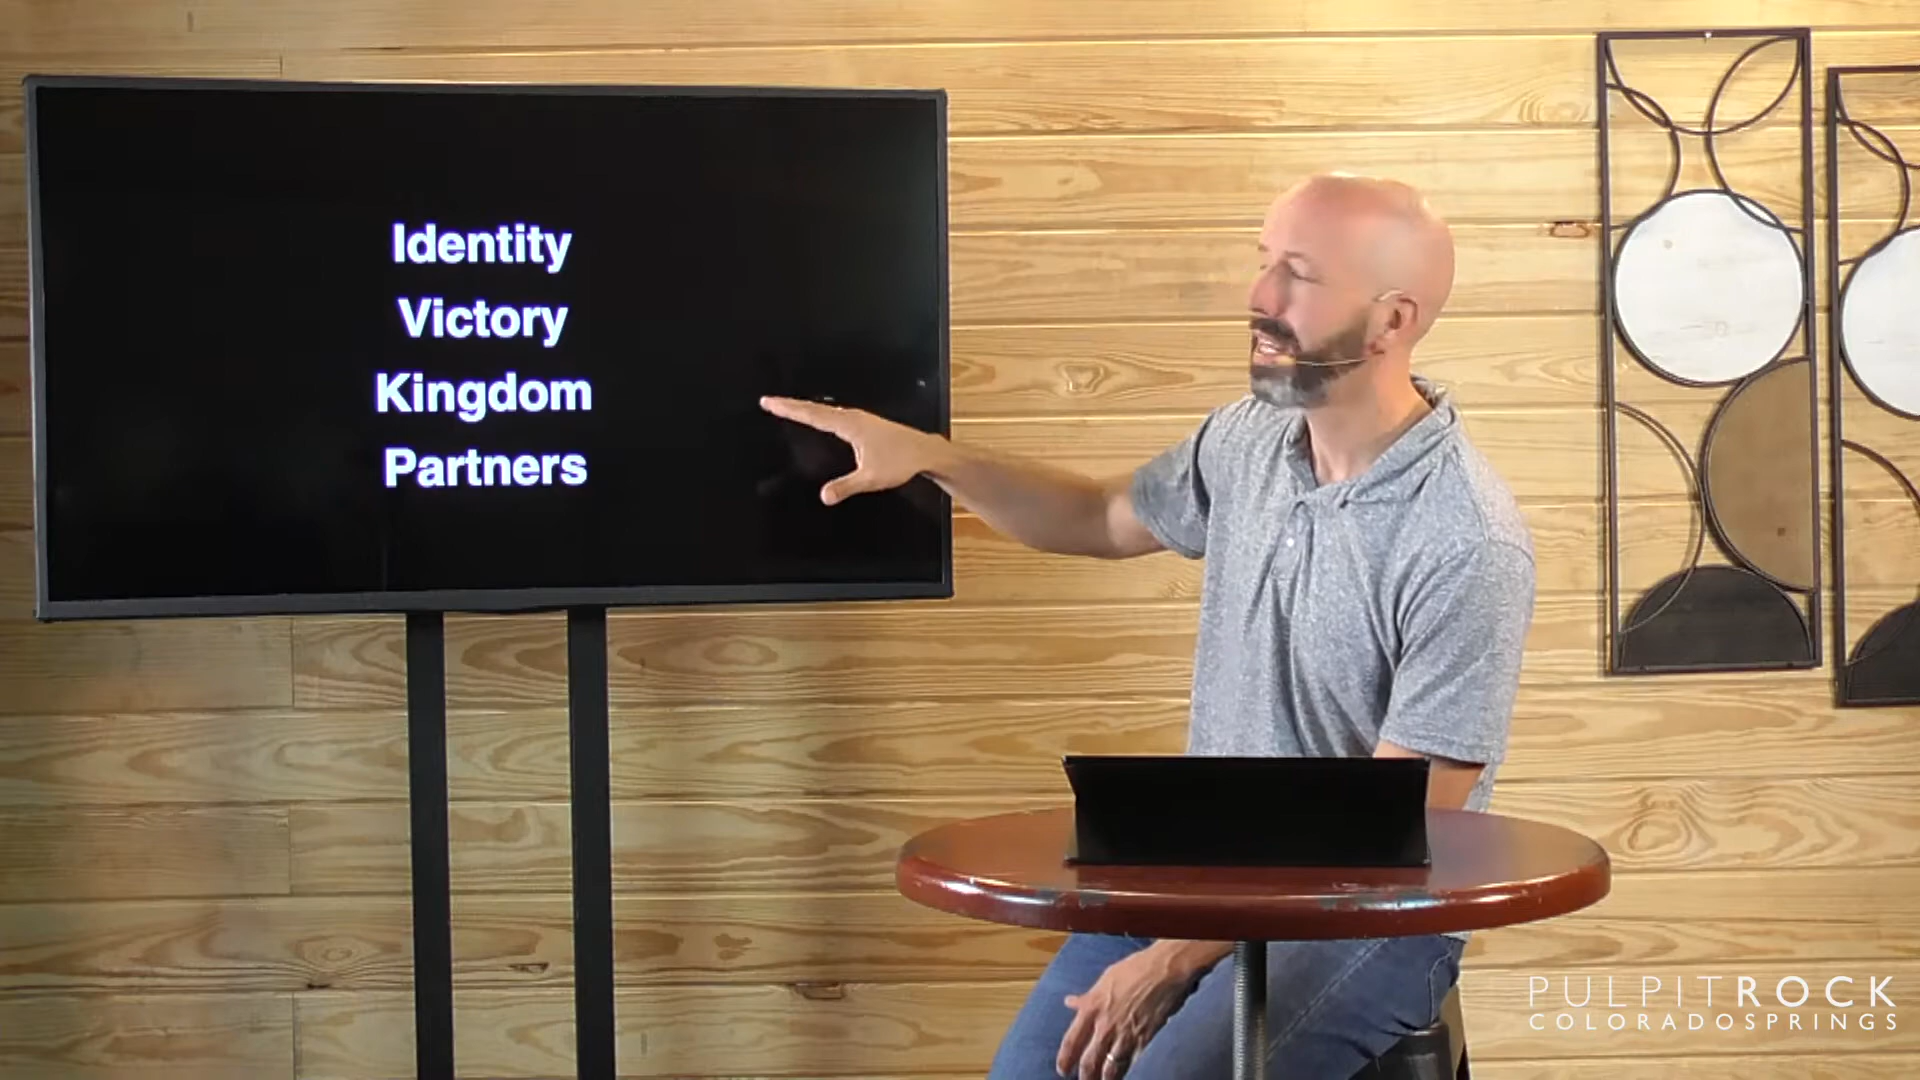 Identity
Victory
Kingdom
Partners
PULPITROCK
COLORADOSPRINGS